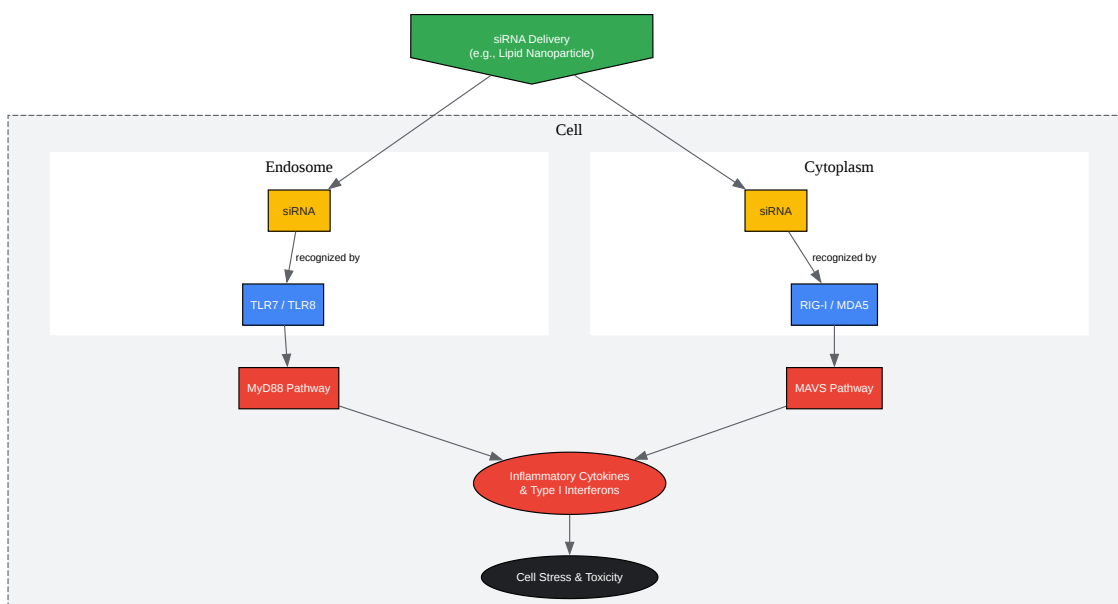 siRNA Delivery
(e.g., Lipid Nanoparticle)
Cell
Endosome
Cytoplasm
siRNA
siRNA
recognized by
recognized by
TLR7 / TLR8
RIG-I / MDA5
MyD88 Pathway
MAVS Pathway
Inflammatory Cytokines
& Type I Interferons
Cell Stress & Toxicity